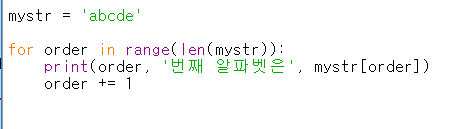 mystr = 'abcde'
for order in range(len(mystr)):
    print(order, '번째 알파벳은', mystr[order])
    order += 1